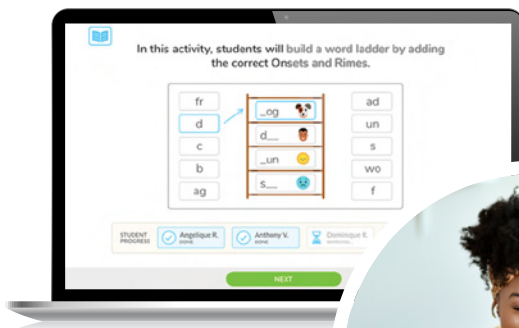 In this activity, students will build a word ladder by adding
the correct Onsets and Rimes.
fr
d
c
b
ag
_og
d__
_un
s__
ad
un
s
wo
f
STUDENT
PROGRESS
Angelique R.
DONE
Anthony V.
DONE
Dominique R.
NEXT